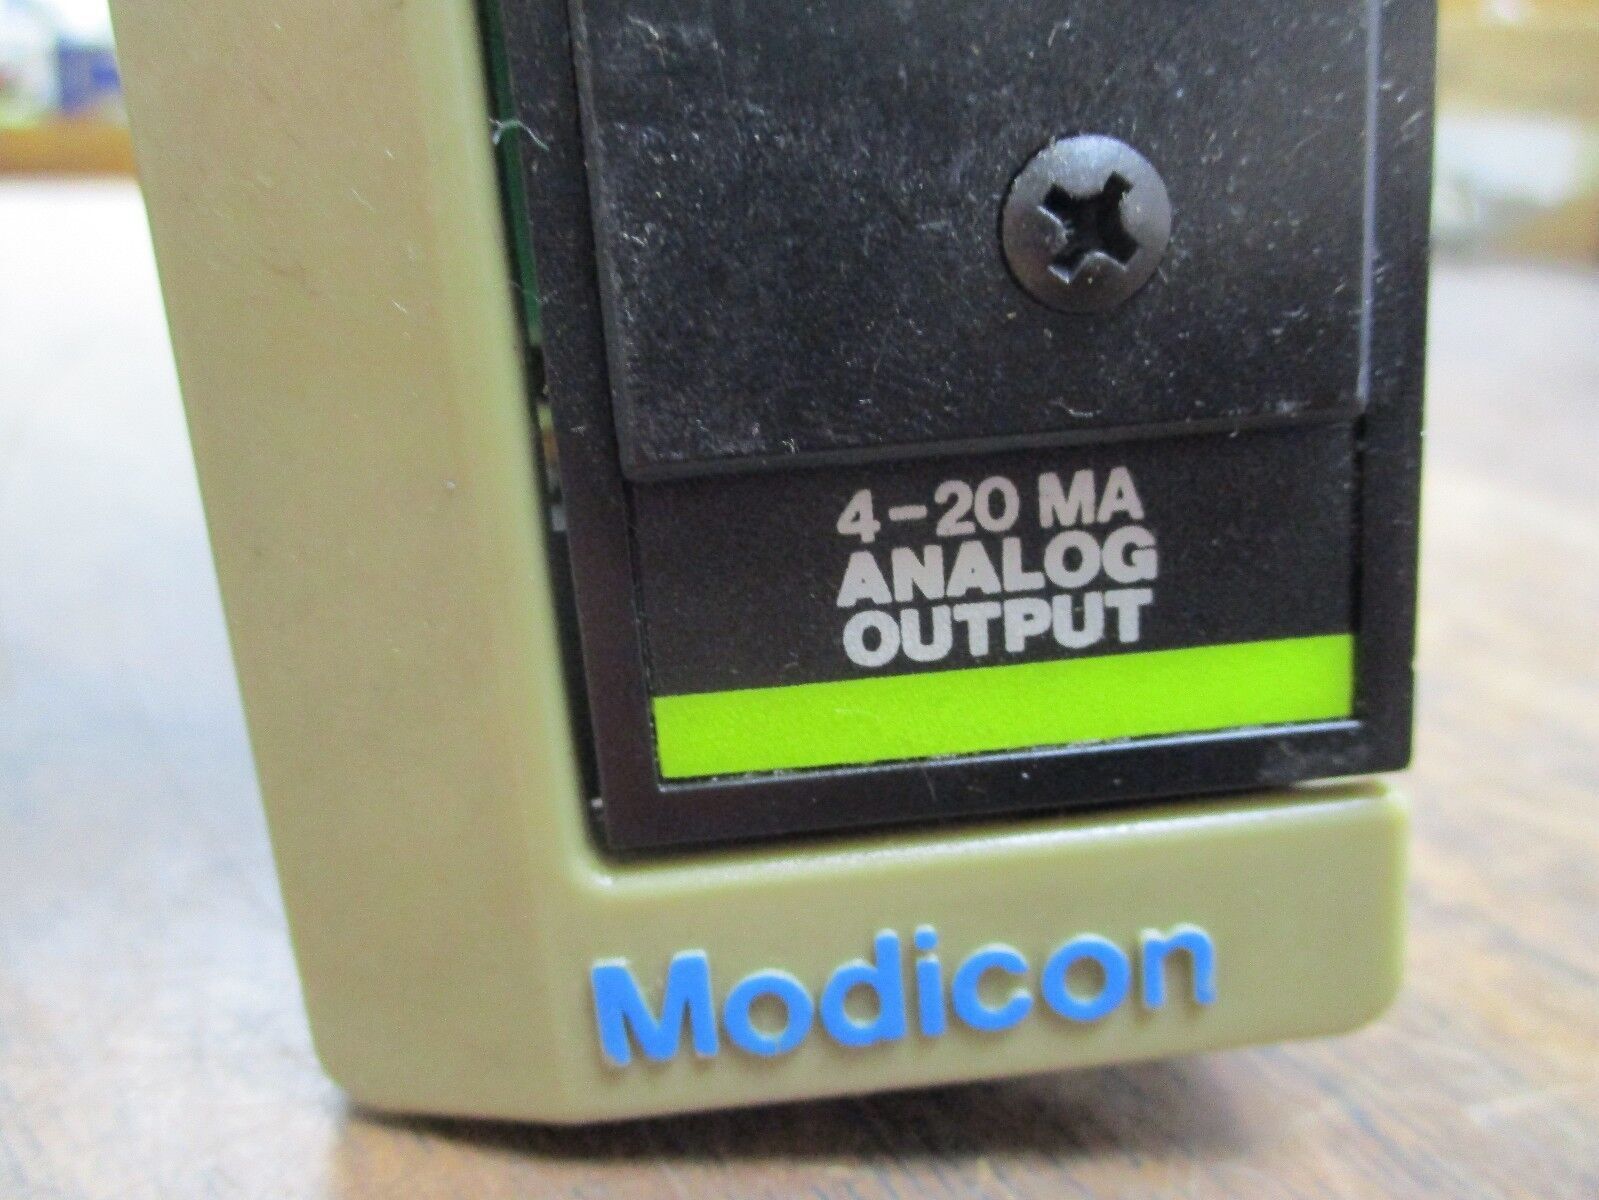 4-20 MA
ANALOG
OUTPUT
Modicon